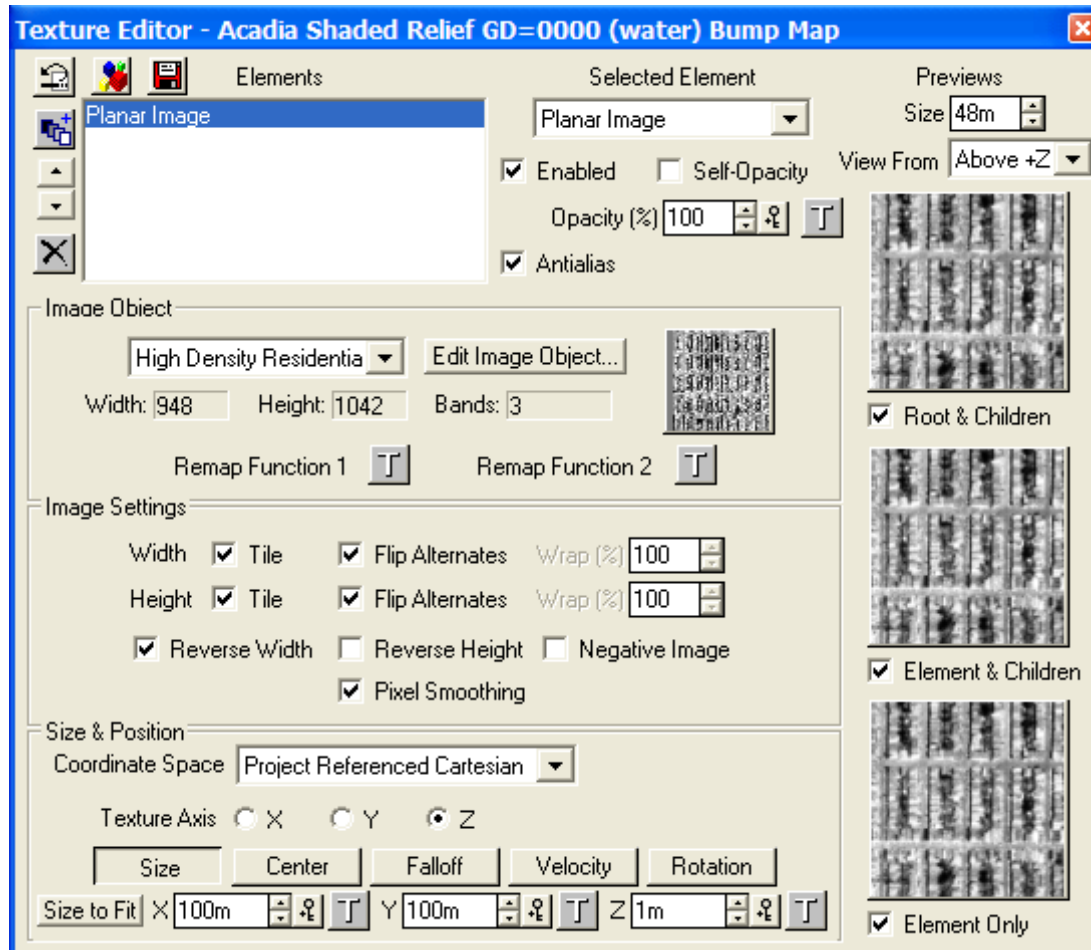 Texture Editor - Acadia Shaded Relief GD=0000 (water) Bump Map
Elements
Selected Element
Previews
Planar Image
Planar Image
Size 48m
View From Above +Z
Enabled Self-Opacity
Opacity (%) 100 T
Antialias
Root & Children
Image Object
High Density Residentia Edit Image Object...
Width: 948 Height: 1042 Bands: 3
Remap Function 1 T Remap Function 2 T
Image Settings
Width Tile Flip Alternates Wrap (%) 100
Height Tile Flip Alternates Wrap (%) 100
Reverse Width Reverse Height Negative Image
Pixel Smoothing
Element & Children
Size & Position
Coordinate Space Project Referenced Cartesian
Texture Axis X Y Z
Size Center Falloff Velocity Rotation
Size to Fit X 100m T Y 100m T Z 1m T
Element Only